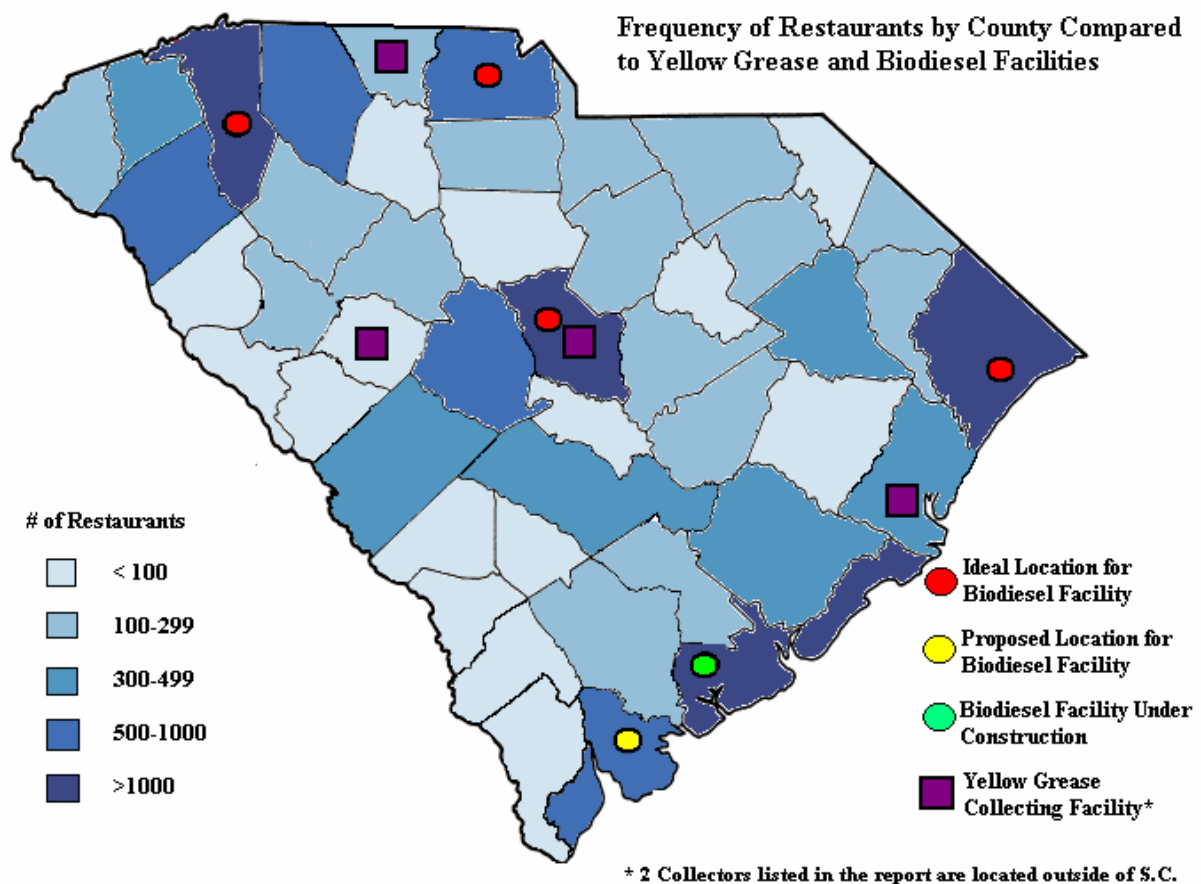 Frequency of Restaurants by County Compared
to Yellow Grease and Biodiesel Facilities
# of Restaurants
< 100
100-299
300-499
500-1000
>1000
Ideal Location for
Biodiesel Facility
Proposed Location for
Biodiesel Facility
Biodiesel Facility Under
Construction
Yellow Grease
Collecting Facility*
* 2 Collectors listed in the report are located outside of S.C.